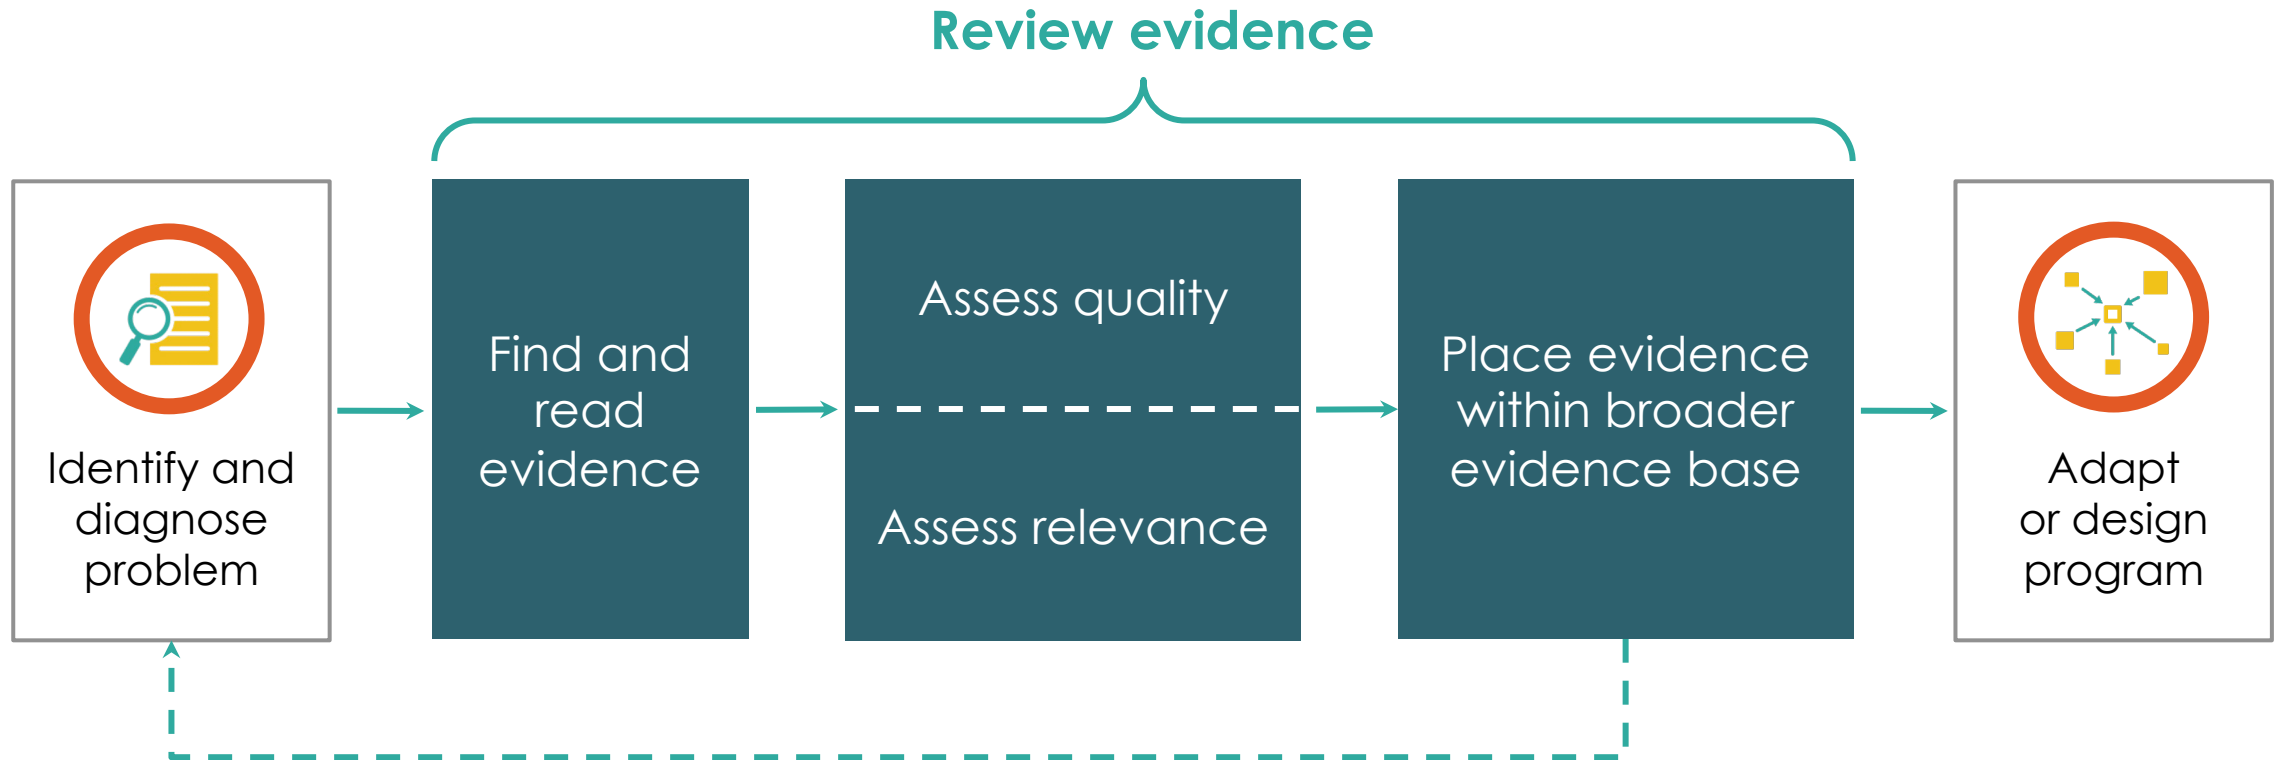 Review evidence
Identify and
diagnose
problem
Find and
read
evidence
Assess quality
Assess relevance
Place evidence
within broader
evidence base
Adapt
or design
program